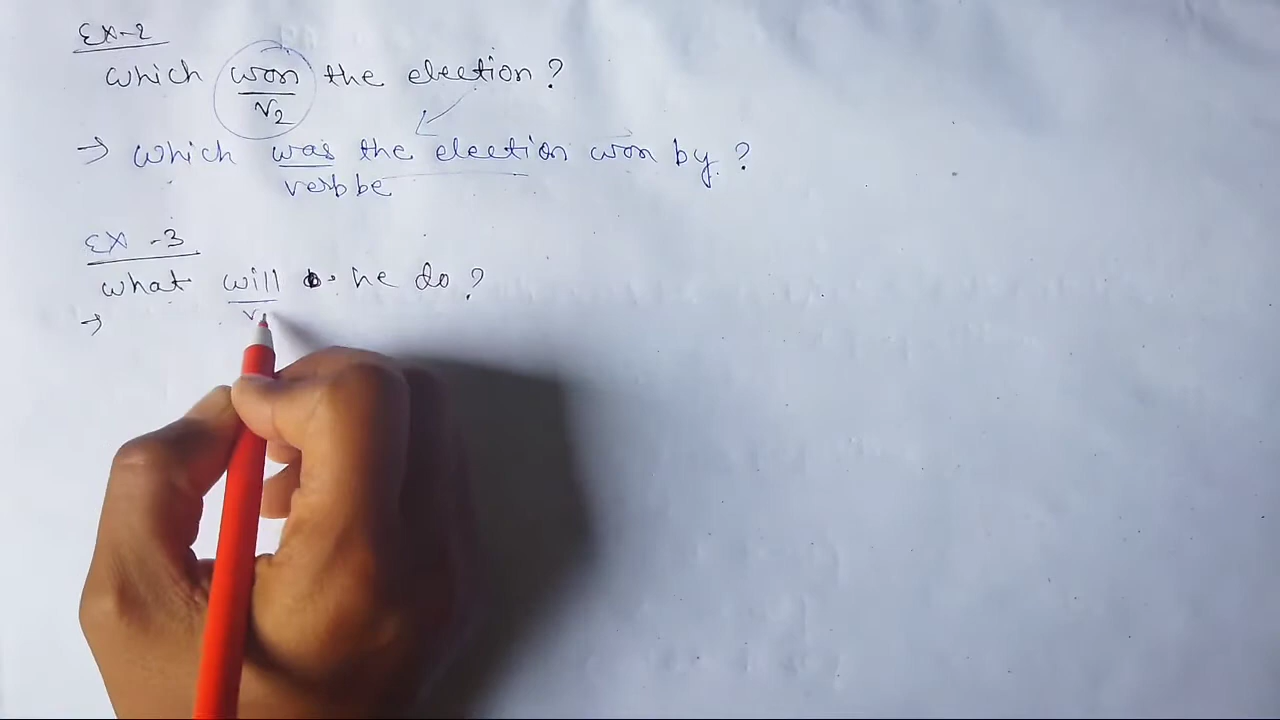 Ex-2
which won the election ?
V2
→ which was the election won by ?
verb be
EX -3
what will he do ?
→ v